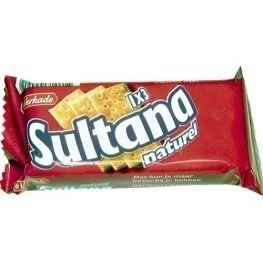 Verkade
1x3
Sultana
naturel
Dat kun je maar
beter bij je hebben